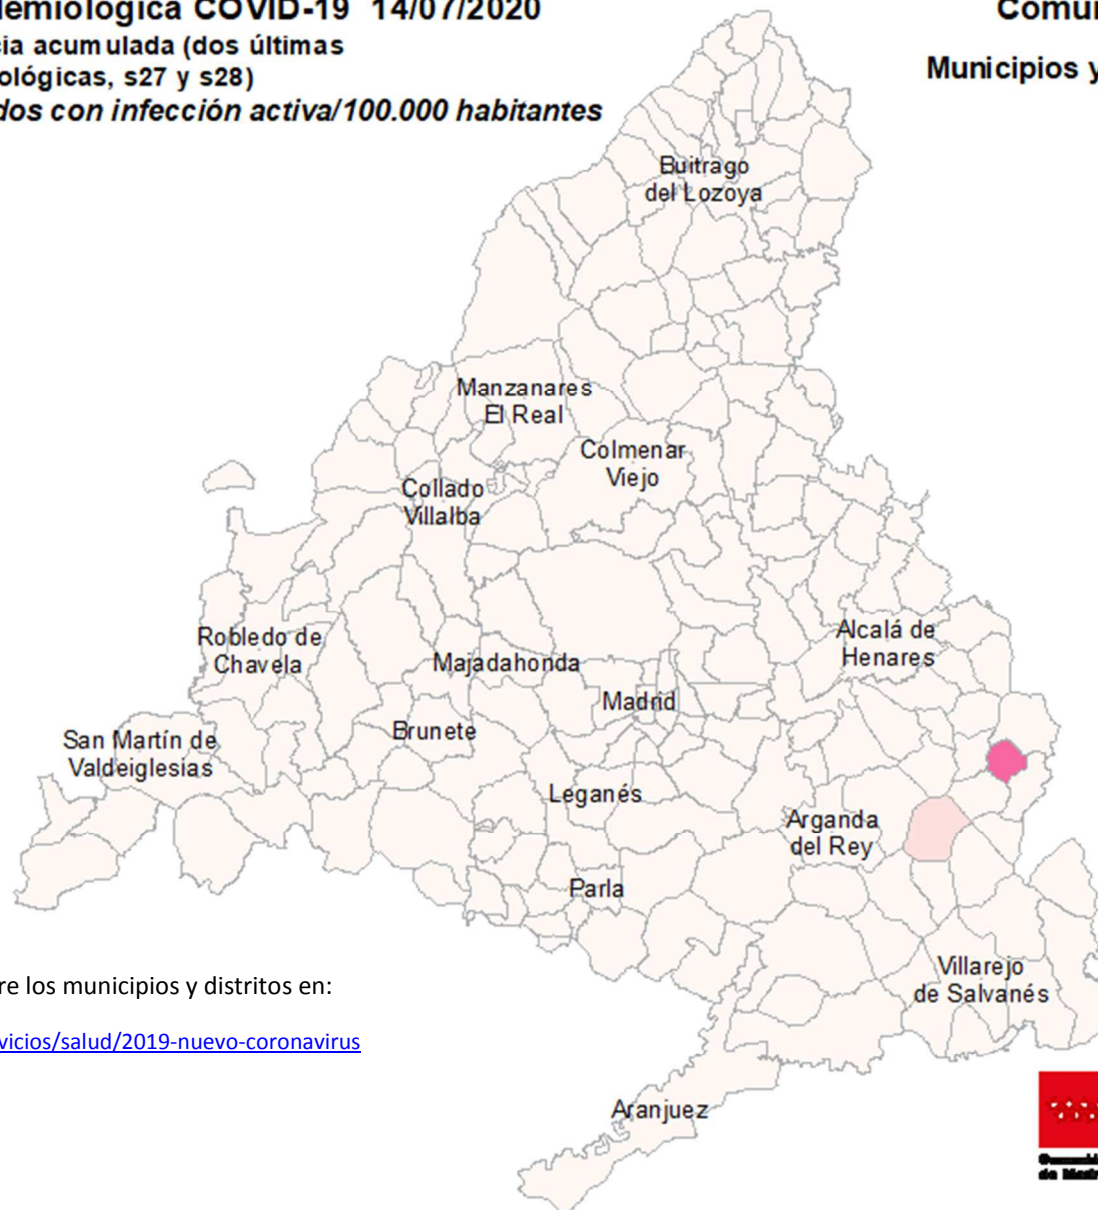 demiológica COVID-19 14/07/2020
cia acumulada (dos últimas
ológicas, s27 y s28)
dos con infección activa/100.000 habitantes
Comu
Municipios y
Buitrago
del Lozoya
Manzanares
El Real
Colmenar
Viejo
Collado
Villalba
Robledo de
Chavela
Majadahonda
Alcalá de
Henares
Madrid
San Martín de
Valdeiglesias
Brunete
Leganés
Arganda
del Rey
Parla
Villarejo
de Salvanés
re los municipios y distritos en:
vicios/salud/2019-nuevo-coronavirus
Aranjuez